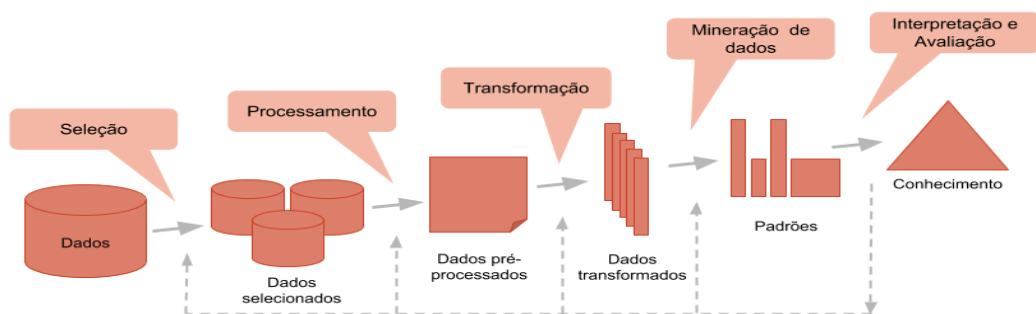 Seleção
Processamento
Transformação
Mineração de
dados
Interpretação e
Avaliação
Dados
Dados
selecionados
Dados pré-
processados
Dados
transformados
Padrões
Conhecimento